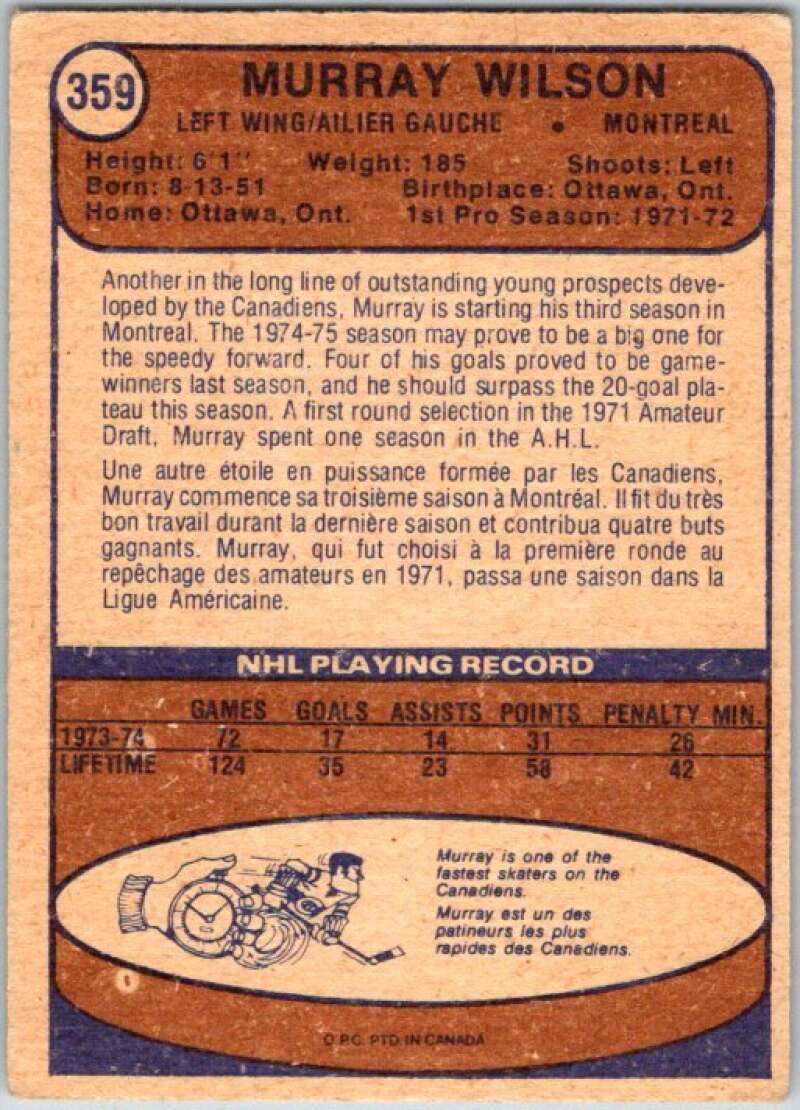 359
MURRAY WILSON
LEFT WING/AILIER GAUCHE • MONTREAL
Height: 6'1" Weight: 185 Shoots: Left
Born: 8-13-51 Birthplace: Ottawa, Ont.
Home: Ottawa, Ont. 1st Pro Season: 1971-72
Another in the long line of outstanding young prospects deve-
loped by the Canadiens, Murray is starting his third season in
Montreal. The 1974-75 season may prove to be a big one for
the speedy forward. Four of his goals proved to be game-
winners last season, and he should surpass the 20-goal pla-
teau this season. A first round selection in the 1971 Amateur
Draft, Murray spent one season in the A.H.L.
Une autre étoile en puissance formée par les Canadiens,
Murray commence sa troisième saison à Montréal. Il fit du très
bon travail durant la dernière saison et contribua quatre buts
gagnants. Murray, qui fut choisi à la première ronde au
repêchage des amateurs en 1971, passa une saison dans la
Ligue Américaine.
NHL PLAYING RECORD
GAMES GOALS ASSISTS POINTS PENALTY MIN.
1973-74 72 17 14 31 26
LIFETIME 124 35 23 58 42
Murray is one of the
fastest skaters on the
Canadiens.
Murray est un des
patineurs les plus
rapides des Canadiens.
O.P.C. PTD. IN CANADA